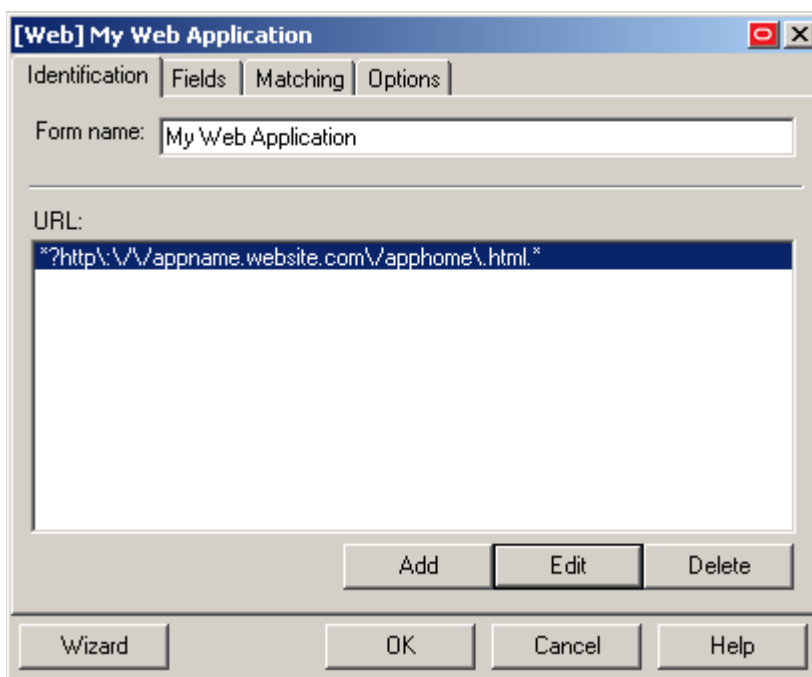 [Web] My Web Application
Identification Fields Matching Options
Form name: My Web Application
URL:
*?http\:\/\/appname.website.com\/apphome\.html.*
Add Edit Delete
Wizard OK Cancel Help